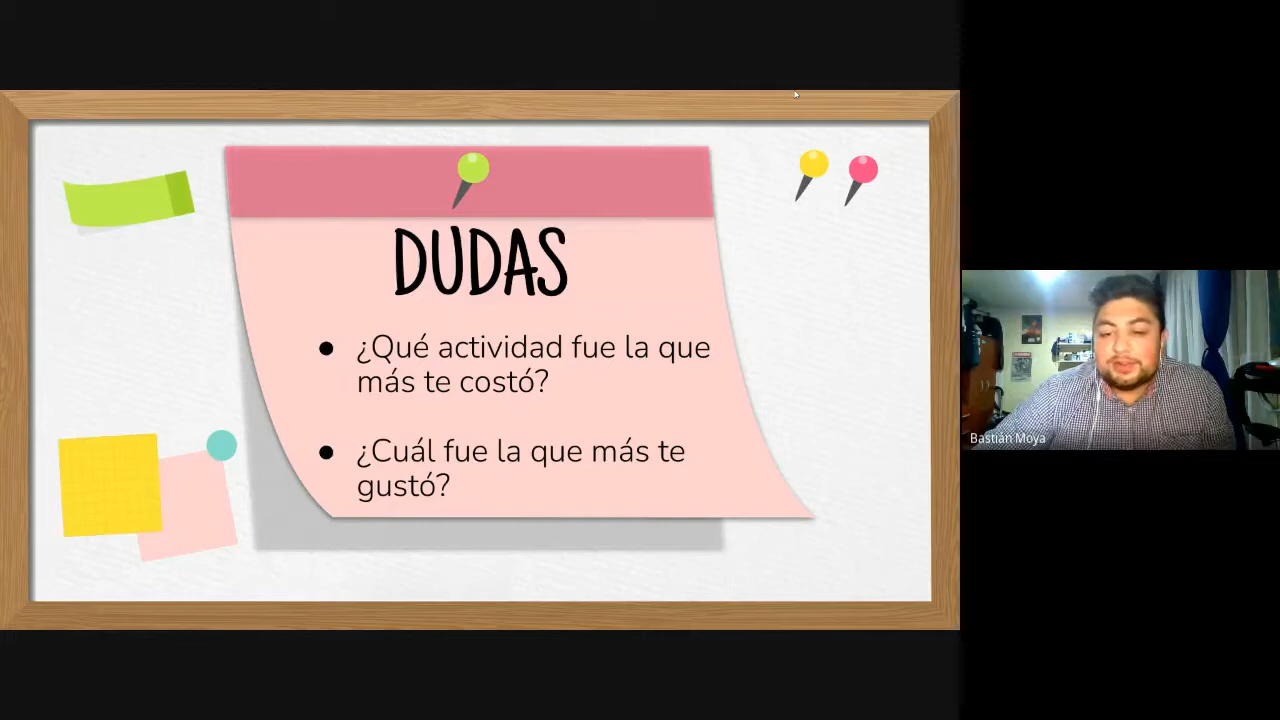 DUDAS
● ¿Qué actividad fue la que
más te costó?
● ¿Cuál fue la que más te
gustó?
Bastián Moya